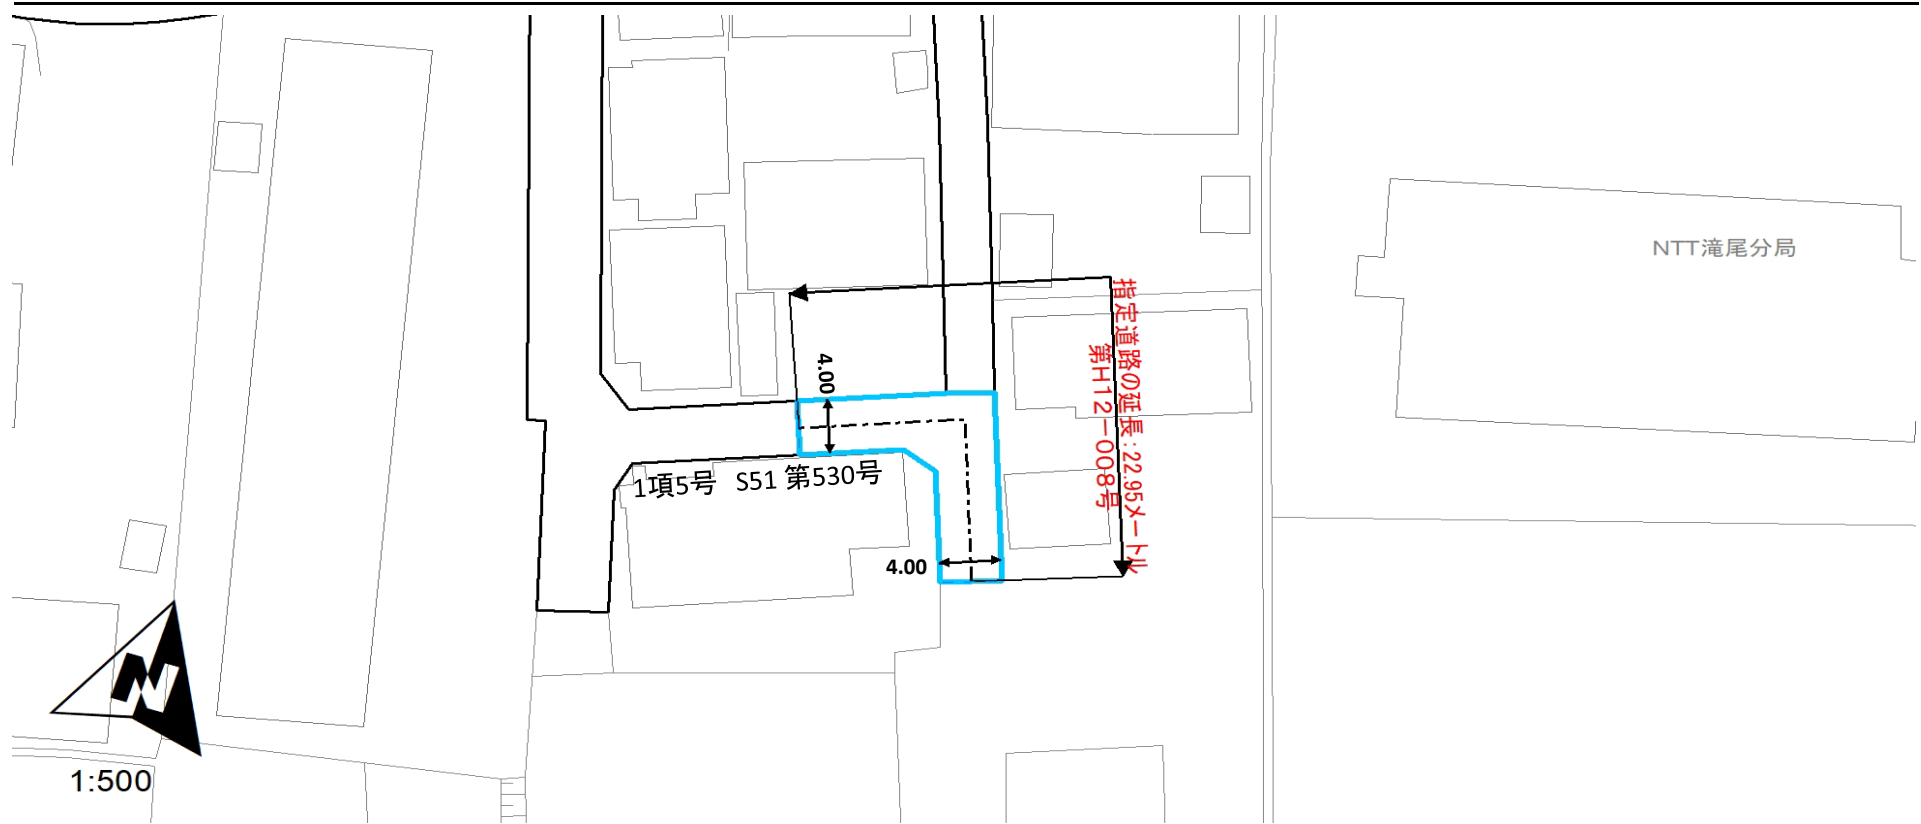 NTT滝尾分局
指定道路の延長:22.95メートル
第H12-008号
4.00
1項5号 S51 第530号
4.00
N
1:500